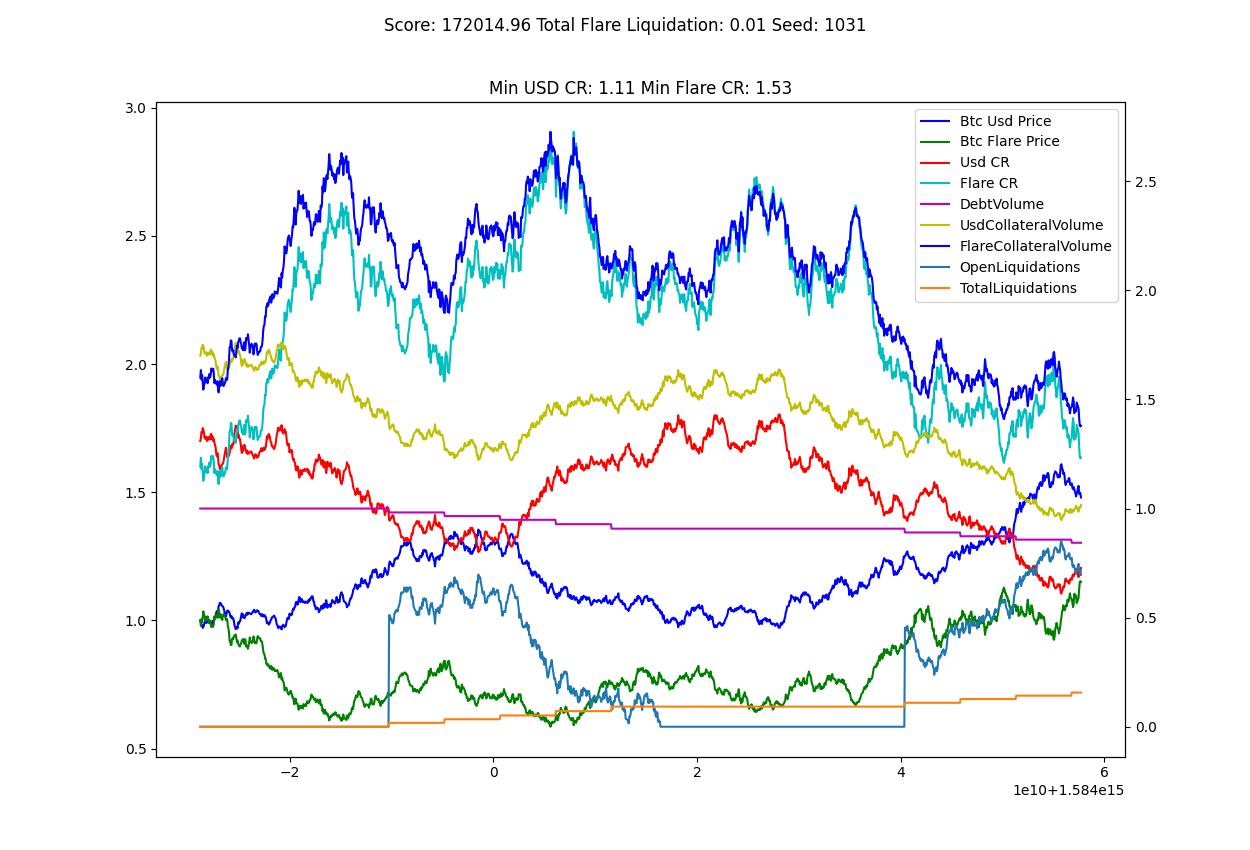 Score: 172014.96 Total Flare Liquidation: 0.01 Seed: 1031
Min USD CR: 1.11 Min Flare CR: 1.53
3.0
2.5
2.0
1.5
1.0
0.5
Btc Usd Price
Btc Flare Price
Usd CR
Flare CR
DebtVolume
UsdCollateralVolume
FlareCollateralVolume
OpenLiquidations
TotalLiquidations
2.5
2.0
1.5
1.0
0.5
0.0
−2
0
2
4
6
1e10+1.584e15